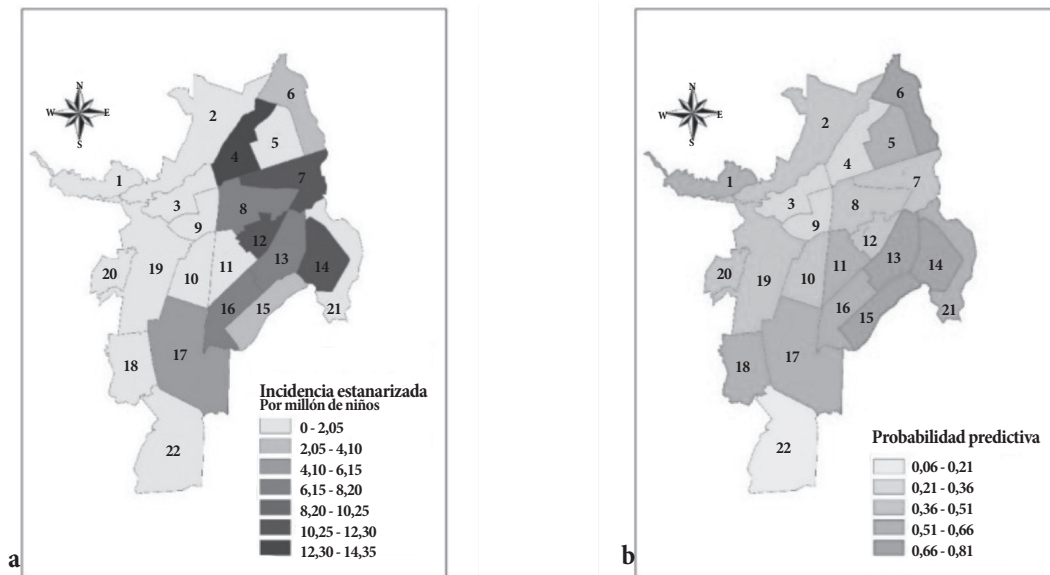 N
W E
S
6
2
5
4
1
7
3
8
9
12
13
11
14
20
19
10
21
16
15
17
18
22
Incidencia estanarizada
Por millón de niños
0 - 2,05
2,05 - 4,10
4,10 - 6,15
6,15 - 8,20
8,20 - 10,25
10,25 - 12,30
12,30 - 14,35
a
N
W E
S
6
2
5
4
1
7
3
8
9
12
13
11
14
20
19
10
21
16
15
17
18
22
Probabilidad predictiva
0,06 - 0,21
0,21 - 0,36
0,36 - 0,51
0,51 - 0,66
0,66 - 0,81
b